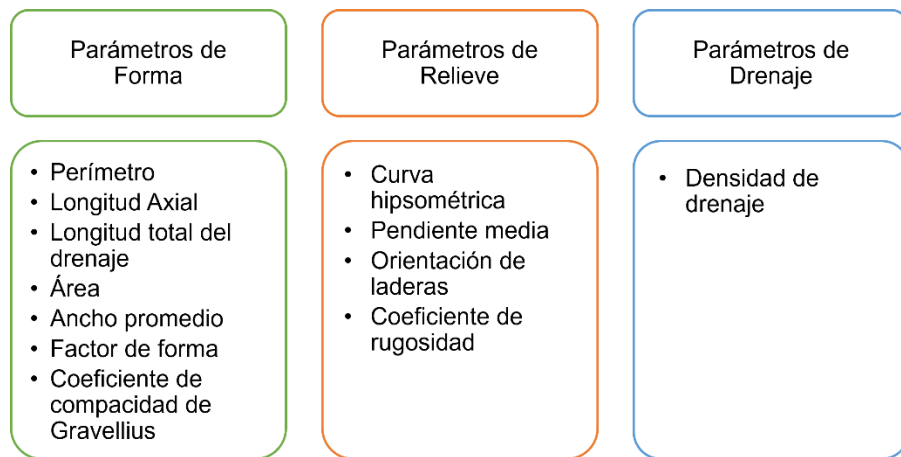 Parámetros de
Forma
Parámetros de
Relieve
Parámetros de
Drenaje
• Perímetro
• Longitud Axial
• Longitud total del
drenaje
• Área
• Ancho promedio
• Factor de forma
• Coeficiente de
compacidad de
Gravellius
• Curva
hipsométrica
• Pendiente media
• Orientación de
laderas
• Coeficiente de
rugosidad
• Densidad de
drenaje